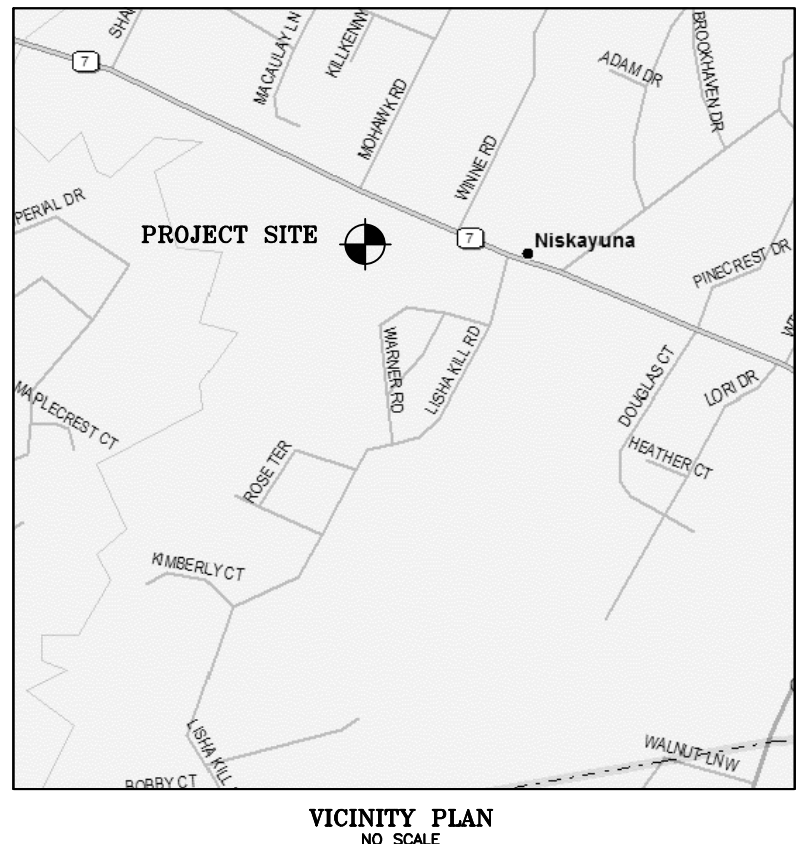 SHA
MACAULAY LN
KILLKENNY
MOHAWK RD
WINNE RD
ADAM DR
BROOKHAVEN DR
7
PERIAL DR
PROJECT SITE
7
Niskayuna
PINECREST DR
WARNER RD
LISHA KILL RD
DOUGLAS CT
LORI DR
MAPLECREST CT
HEATHER CT
ROSE TER
KIMBERLY CT
LISHA KILL
WALNUT LN W
BOBBY CT
VICINITY PLAN
NO SCALE